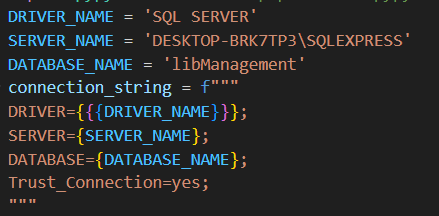 DRIVER_NAME = 'SQL SERVER'
SERVER_NAME = 'DESKTOP-BRK7TP3\SQLEXPRESS'
DATABASE_NAME = 'libManagement'
connection_string = f"""
DRIVER={{{DRIVER_NAME}}};
SERVER={SERVER_NAME};
DATABASE={DATABASE_NAME};
Trust_Connection=yes;
"""